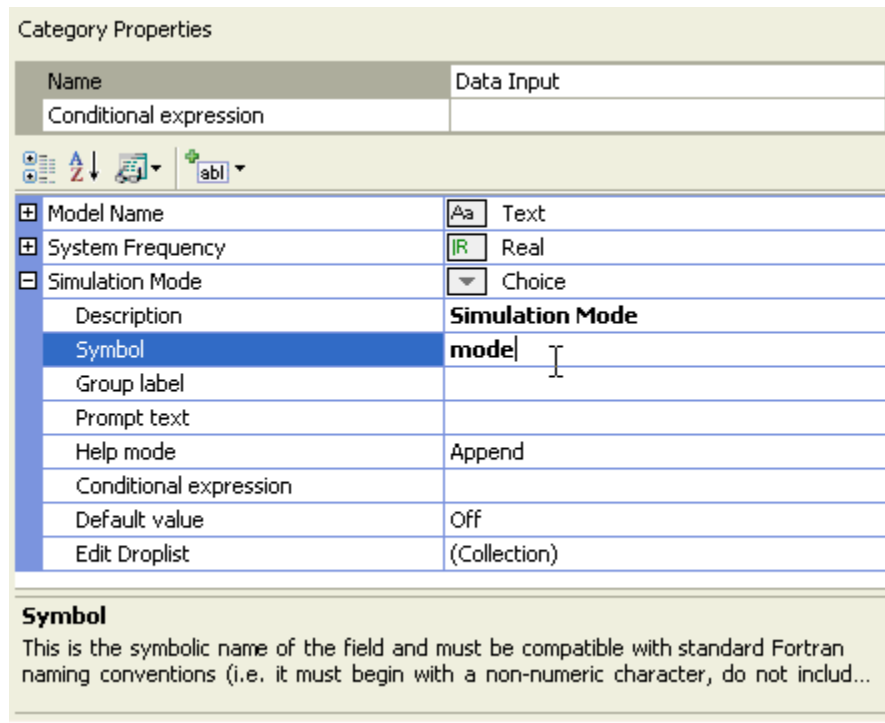 Category Properties
Name Data Input
Conditional expression
A Z abl
Model Name Aa Text
System Frequency IR Real
Simulation Mode Choice
Description Simulation Mode
Symbol mode
Group label
Prompt text
Help mode Append
Conditional expression
Default value Off
Edit Droplist (Collection)
Symbol
This is the symbolic name of the field and must be compatible with standard Fortran
naming conventions (i.e. it must begin with a non-numeric character, do not includ...